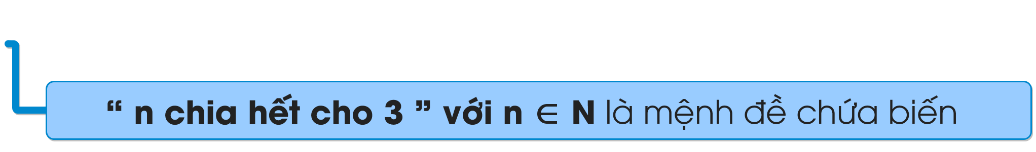 “ n chia hết cho 3 ” với n ∈ N là mệnh đề chứa biến